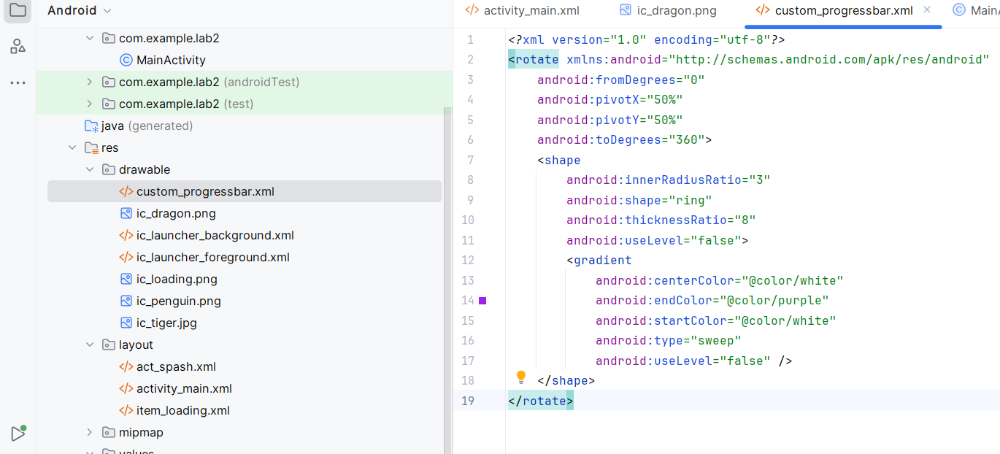 Android
com.example.lab2
MainActivity
com.example.lab2 (androidTest)
com.example.lab2 (test)
java (generated)
res
drawable
custom_progressbar.xml
ic_dragon.png
ic_launcher_background.xml
ic_launcher_foreground.xml
ic_loading.png
ic_penguin.png
ic_tiger.jpg
layout
act_spash.xml
activity_main.xml
item_loading.xml
mipmap
values
activity_main.xml ic_dragon.png custom_progressbar.xml
1 <?xml version="1.0" encoding="utf-8"?>
2 <rotate xmlns:android="http://schemas.android.com/apk/res/android"
3 android:fromDegrees="0"
4 android:pivotX="50%"
5 android:pivotY="50%"
6 android:toDegrees="360">
7 <shape
8 android:innerRadiusRatio="3"
9 android:shape="ring"
10 android:thicknessRatio="8"
11 android:useLevel="false">
12 <gradient
13 android:centerColor="@color/white"
14 android:endColor="@color/purple"
15 android:startColor="@color/white"
16 android:type="sweep"
17 android:useLevel="false" />
18 </shape>
19 </rotate>